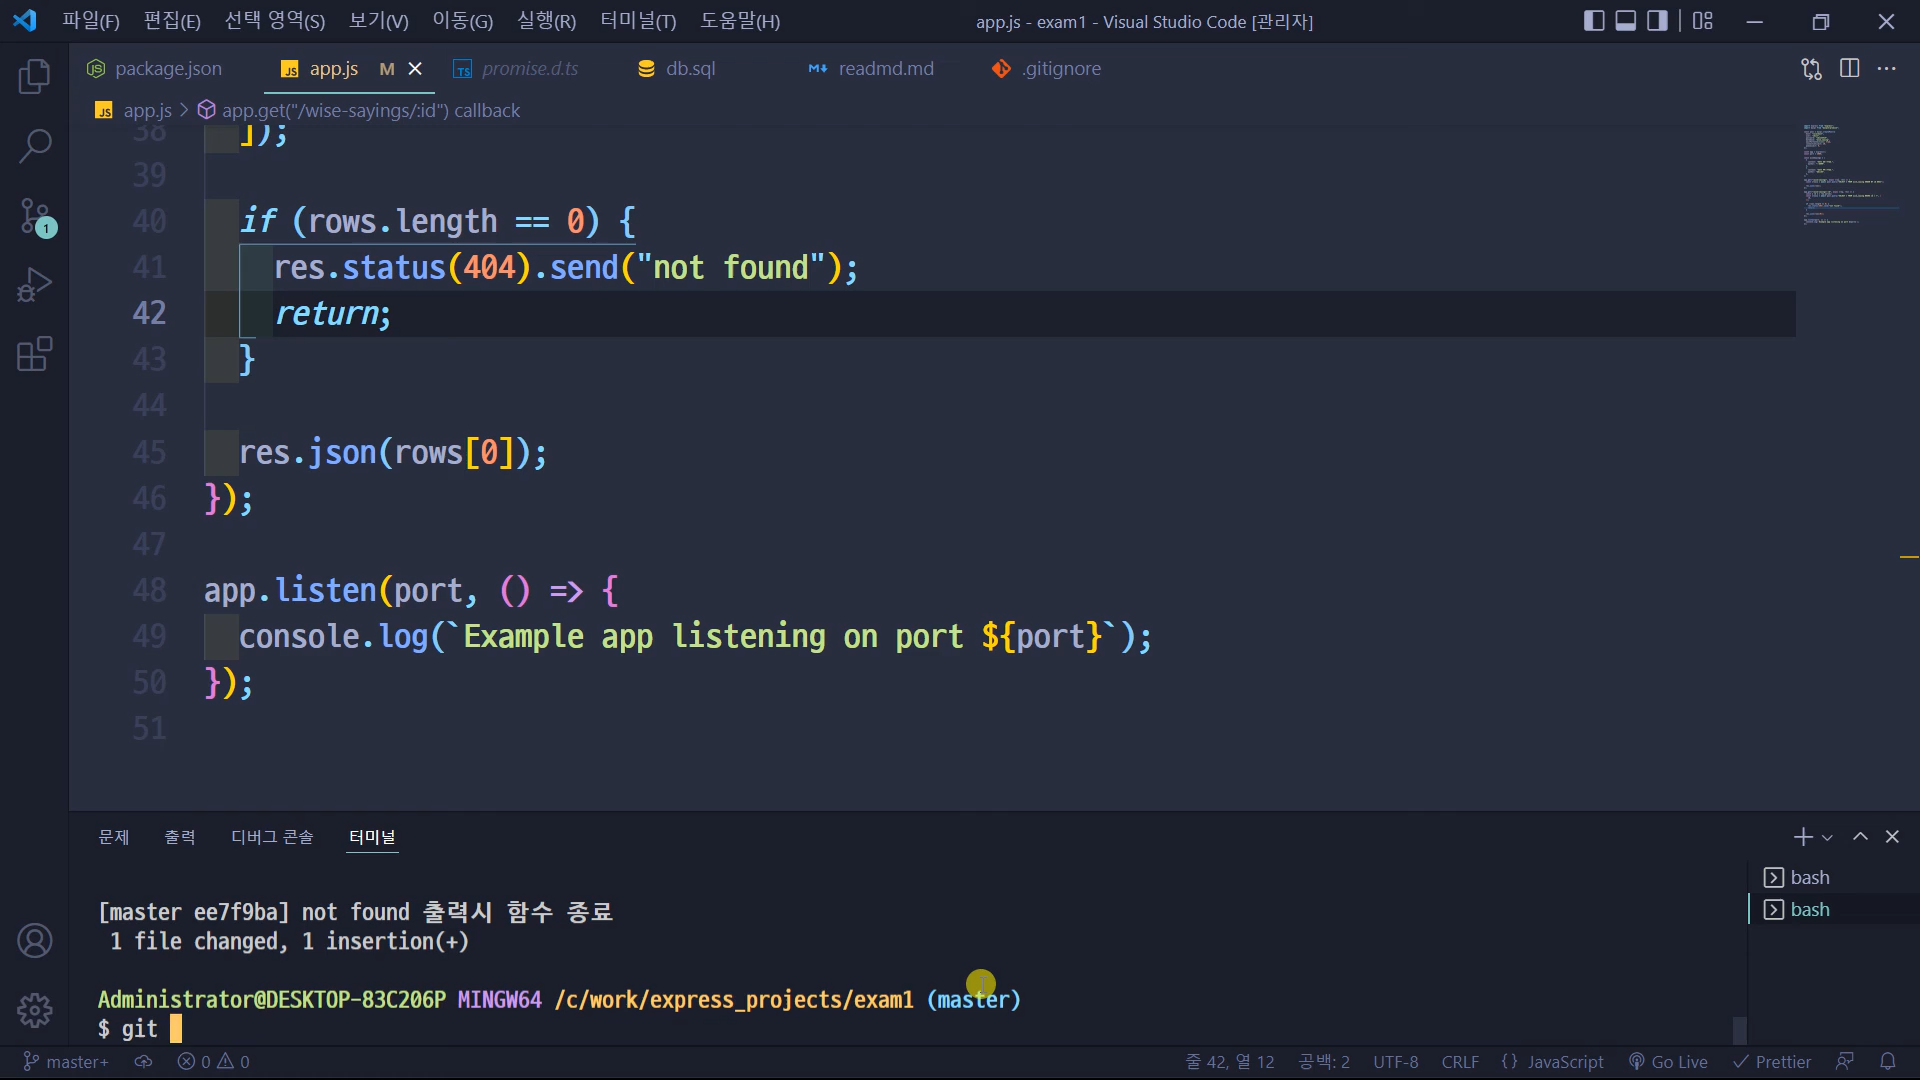 파일(F) 편집(E) 선택 영역(S) 보기(V) 이동(G) 실행(R) 터미널(T) 도움말(H) app.js - exam1 - Visual Studio Code [관리자]
package.json app.js M promise.d.ts db.sql readmd.md .gitignore
app.js > app.get("/wise-sayings/:id") callback
38 ]);
39
40 if (rows.length == 0) {
41 res.status(404).send("not found");
42 return;
43 }
44
45 res.json(rows[0]);
46 });
47
48 app.listen(port, () => {
49 console.log(`Example app listening on port ${port}`);
50 });
51
1
문제 출력 디버그 콘솔 터미널
bash
bash
[master ee7f9ba] not found 출력시 함수 종료
1 file changed, 1 insertion(+)
Administrator@DESKTOP-83C206P MINGW64 /c/work/express_projects/exam1 (master)
$ git
master+ 0 0 줄 42, 열 12 공백: 2 UTF-8 CRLF {} JavaScript Go Live Prettier